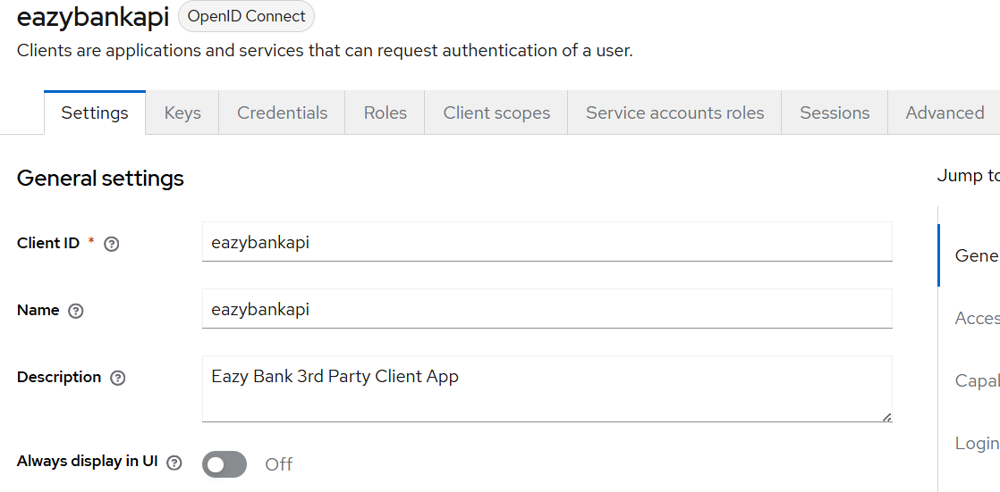 eazybankapi OpenID Connect
Clients are applications and services that can request authentication of a user.
Settings Keys Credentials Roles Client scopes Service accounts roles Sessions Advanced
General settings
Jump to
Client ID * eazybankapi
Gene
Name eazybankapi
Acces
Description Eazy Bank 3rd Party Client App
Capal
Login
Always display in UI Off